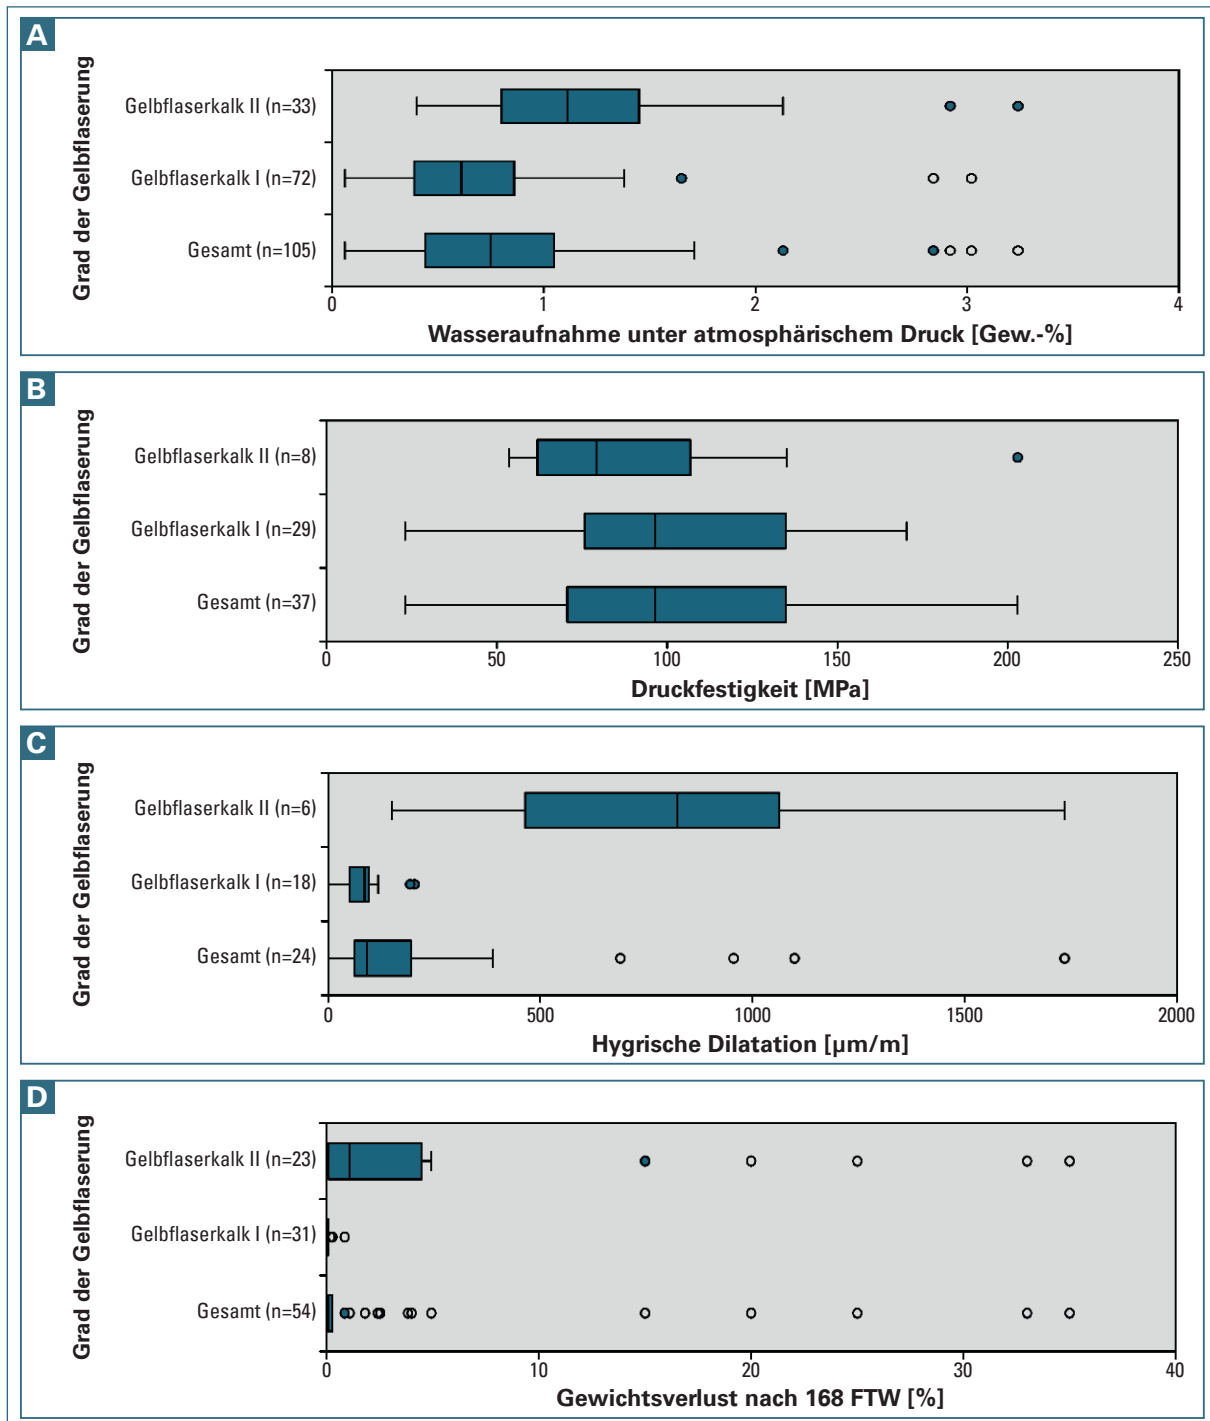 A
Grad der Gelbflaserung
Gelbflaserkalk II (n=33)
Gelbflaserkalk I (n=72)
Gesamt (n=105)
0 1 2 3 4
Wasseraufnahme unter atmosphärischem Druck [Gew.-%]
B
Grad der Gelbflaserung
Gelbflaserkalk II (n=8)
Gelbflaserkalk I (n=29)
Gesamt (n=37)
0 50 100 150 200 250
Druckfestigkeit [MPa]
C
Grad der Gelbflaserung
Gelbflaserkalk II (n=6)
Gelbflaserkalk I (n=18)
Gesamt (n=24)
0 500 1000 1500 2000
Hygrische Dilatation [µm/m]
D
Grad der Gelbflaserung
Gelbflaserkalk II (n=23)
Gelbflaserkalk I (n=31)
Gesamt (n=54)
0 10 20 30 40
Gewichtsverlust nach 168 FTW [%]